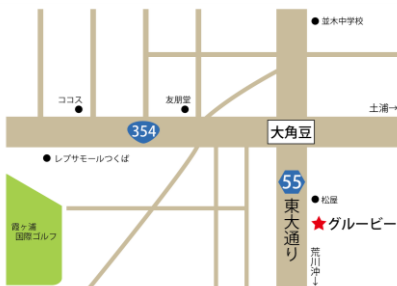 並木中学校
ココス
友朋堂
土浦→
354
大角豆
レプサモールつくば
55
東大通り
松屋
グルービー
霞ヶ浦
国際ゴルフ
荒川沖→